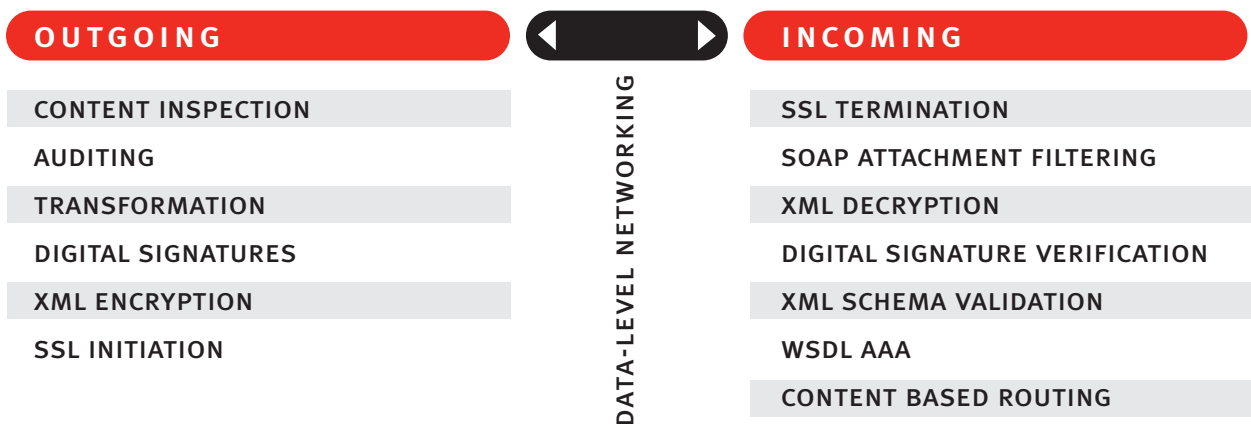 OUTGOING
CONTENT INSPECTION
AUDITING
TRANSFORMATION
DIGITAL SIGNATURES
XML ENCRYPTION
SSL INITIATION
DATA-LEVEL NETWORKING
INCOMING
SSL TERMINATION
SOAP ATTACHMENT FILTERING
XML DECRYPTION
DIGITAL SIGNATURE VERIFICATION
XML SCHEMA VALIDATION
WSDL AAA
CONTENT BASED ROUTING